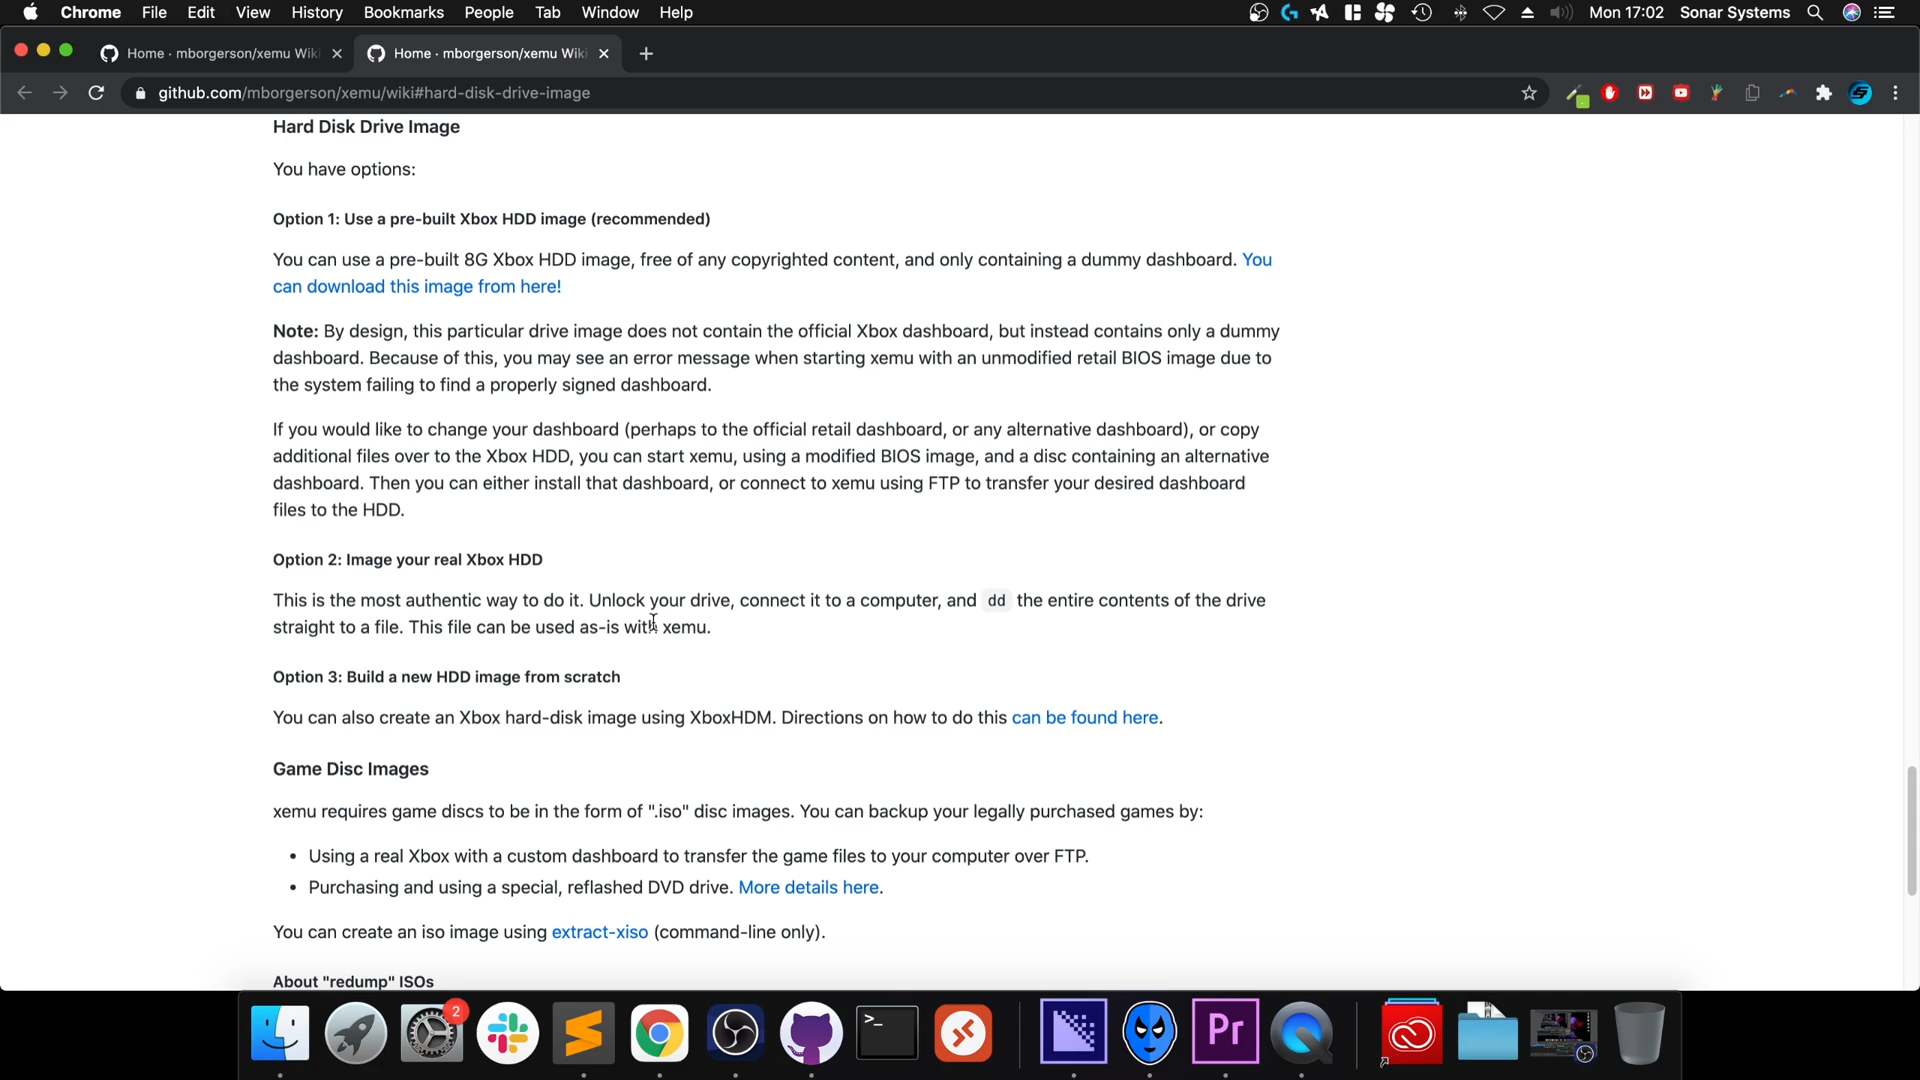 Chrome File Edit View History Bookmarks People Tab Window Help Mon 17:02 Sonar Systems
Home · mborgerson/xemu Wiki Home · mborgerson/xemu Wiki
github.com/mborgerson/xemu/wiki#hard-disk-drive-image
Hard Disk Drive Image
You have options:
Option 1: Use a pre-built Xbox HDD image (recommended)
You can use a pre-built 8G Xbox HDD image, free of any copyrighted content, and only containing a dummy dashboard. You
can download this image from here!
Note: By design, this particular drive image does not contain the official Xbox dashboard, but instead contains only a dummy
dashboard. Because of this, you may see an error message when starting xemu with an unmodified retail BIOS image due to
the system failing to find a properly signed dashboard.
If you would like to change your dashboard (perhaps to the official retail dashboard, or any alternative dashboard), or copy
additional files over to the Xbox HDD, you can start xemu, using a modified BIOS image, and a disc containing an alternative
dashboard. Then you can either install that dashboard, or connect to xemu using FTP to transfer your desired dashboard
files to the HDD.
Option 2: Image your real Xbox HDD
This is the most authentic way to do it. Unlock your drive, connect it to a computer, and dd the entire contents of the drive
straight to a file. This file can be used as-is with xemu.
Option 3: Build a new HDD image from scratch
You can also create an Xbox hard-disk image using XboxHDM. Directions on how to do this can be found here.
Game Disc Images
xemu requires game discs to be in the form of ".iso" disc images. You can backup your legally purchased games by:
• Using a real Xbox with a custom dashboard to transfer the game files to your computer over FTP.
• Purchasing and using a special, reflashed DVD drive. More details here.
You can create an iso image using extract-xiso (command-line only).
About "redump" ISOs
2
>_
Pr